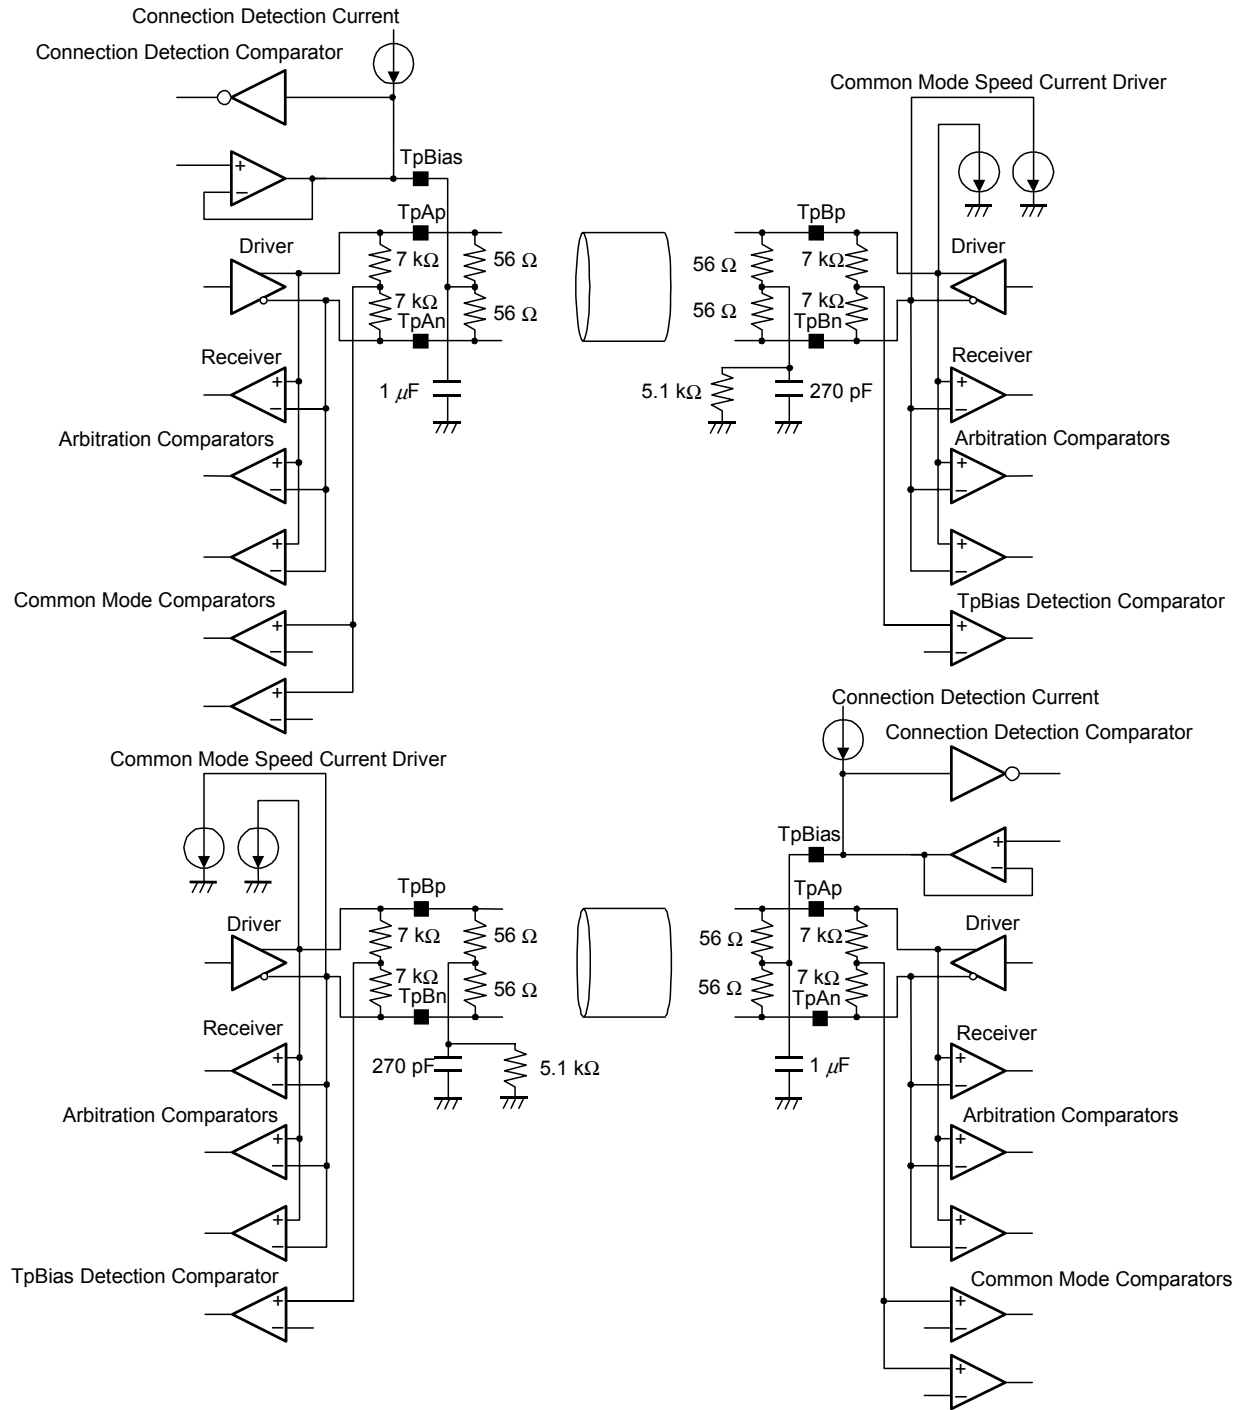 Connection Detection Current
Connection Detection Comparator
Common Mode Speed Current Driver
TpBias
TpAp
TpBp
Driver
7 kΩ
56 Ω
56 Ω
7 kΩ
Driver
7 kΩ
56 Ω
56 Ω
7 kΩ
TpAn
TpBn
Receiver
1 µF
5.1 kΩ
270 pF
Receiver
+
−
Arbitration Comparators
Arbitration Comparators
+
−
+
−
+
−
+
−
+
−
+
−
+
−
Common Mode Comparators
TpBias Detection Comparator
+
−
+
−
+
−
Connection Detection Current
Connection Detection Comparator
Common Mode Speed Current Driver
TpBias
+
−
TpBp
TpAp
Driver
7 kΩ
56 Ω
56 Ω
7 kΩ
Driver
7 kΩ
56 Ω
56 Ω
7 kΩ
TpBn
TpAn
Receiver
270 pF
5.1 kΩ
1 µF
Receiver
+
−
+
−
Arbitration Comparators
Arbitration Comparators
+
−
+
−
+
−
+
−
TpBias Detection Comparator
Common Mode Comparators
+
−
+
−
+
−